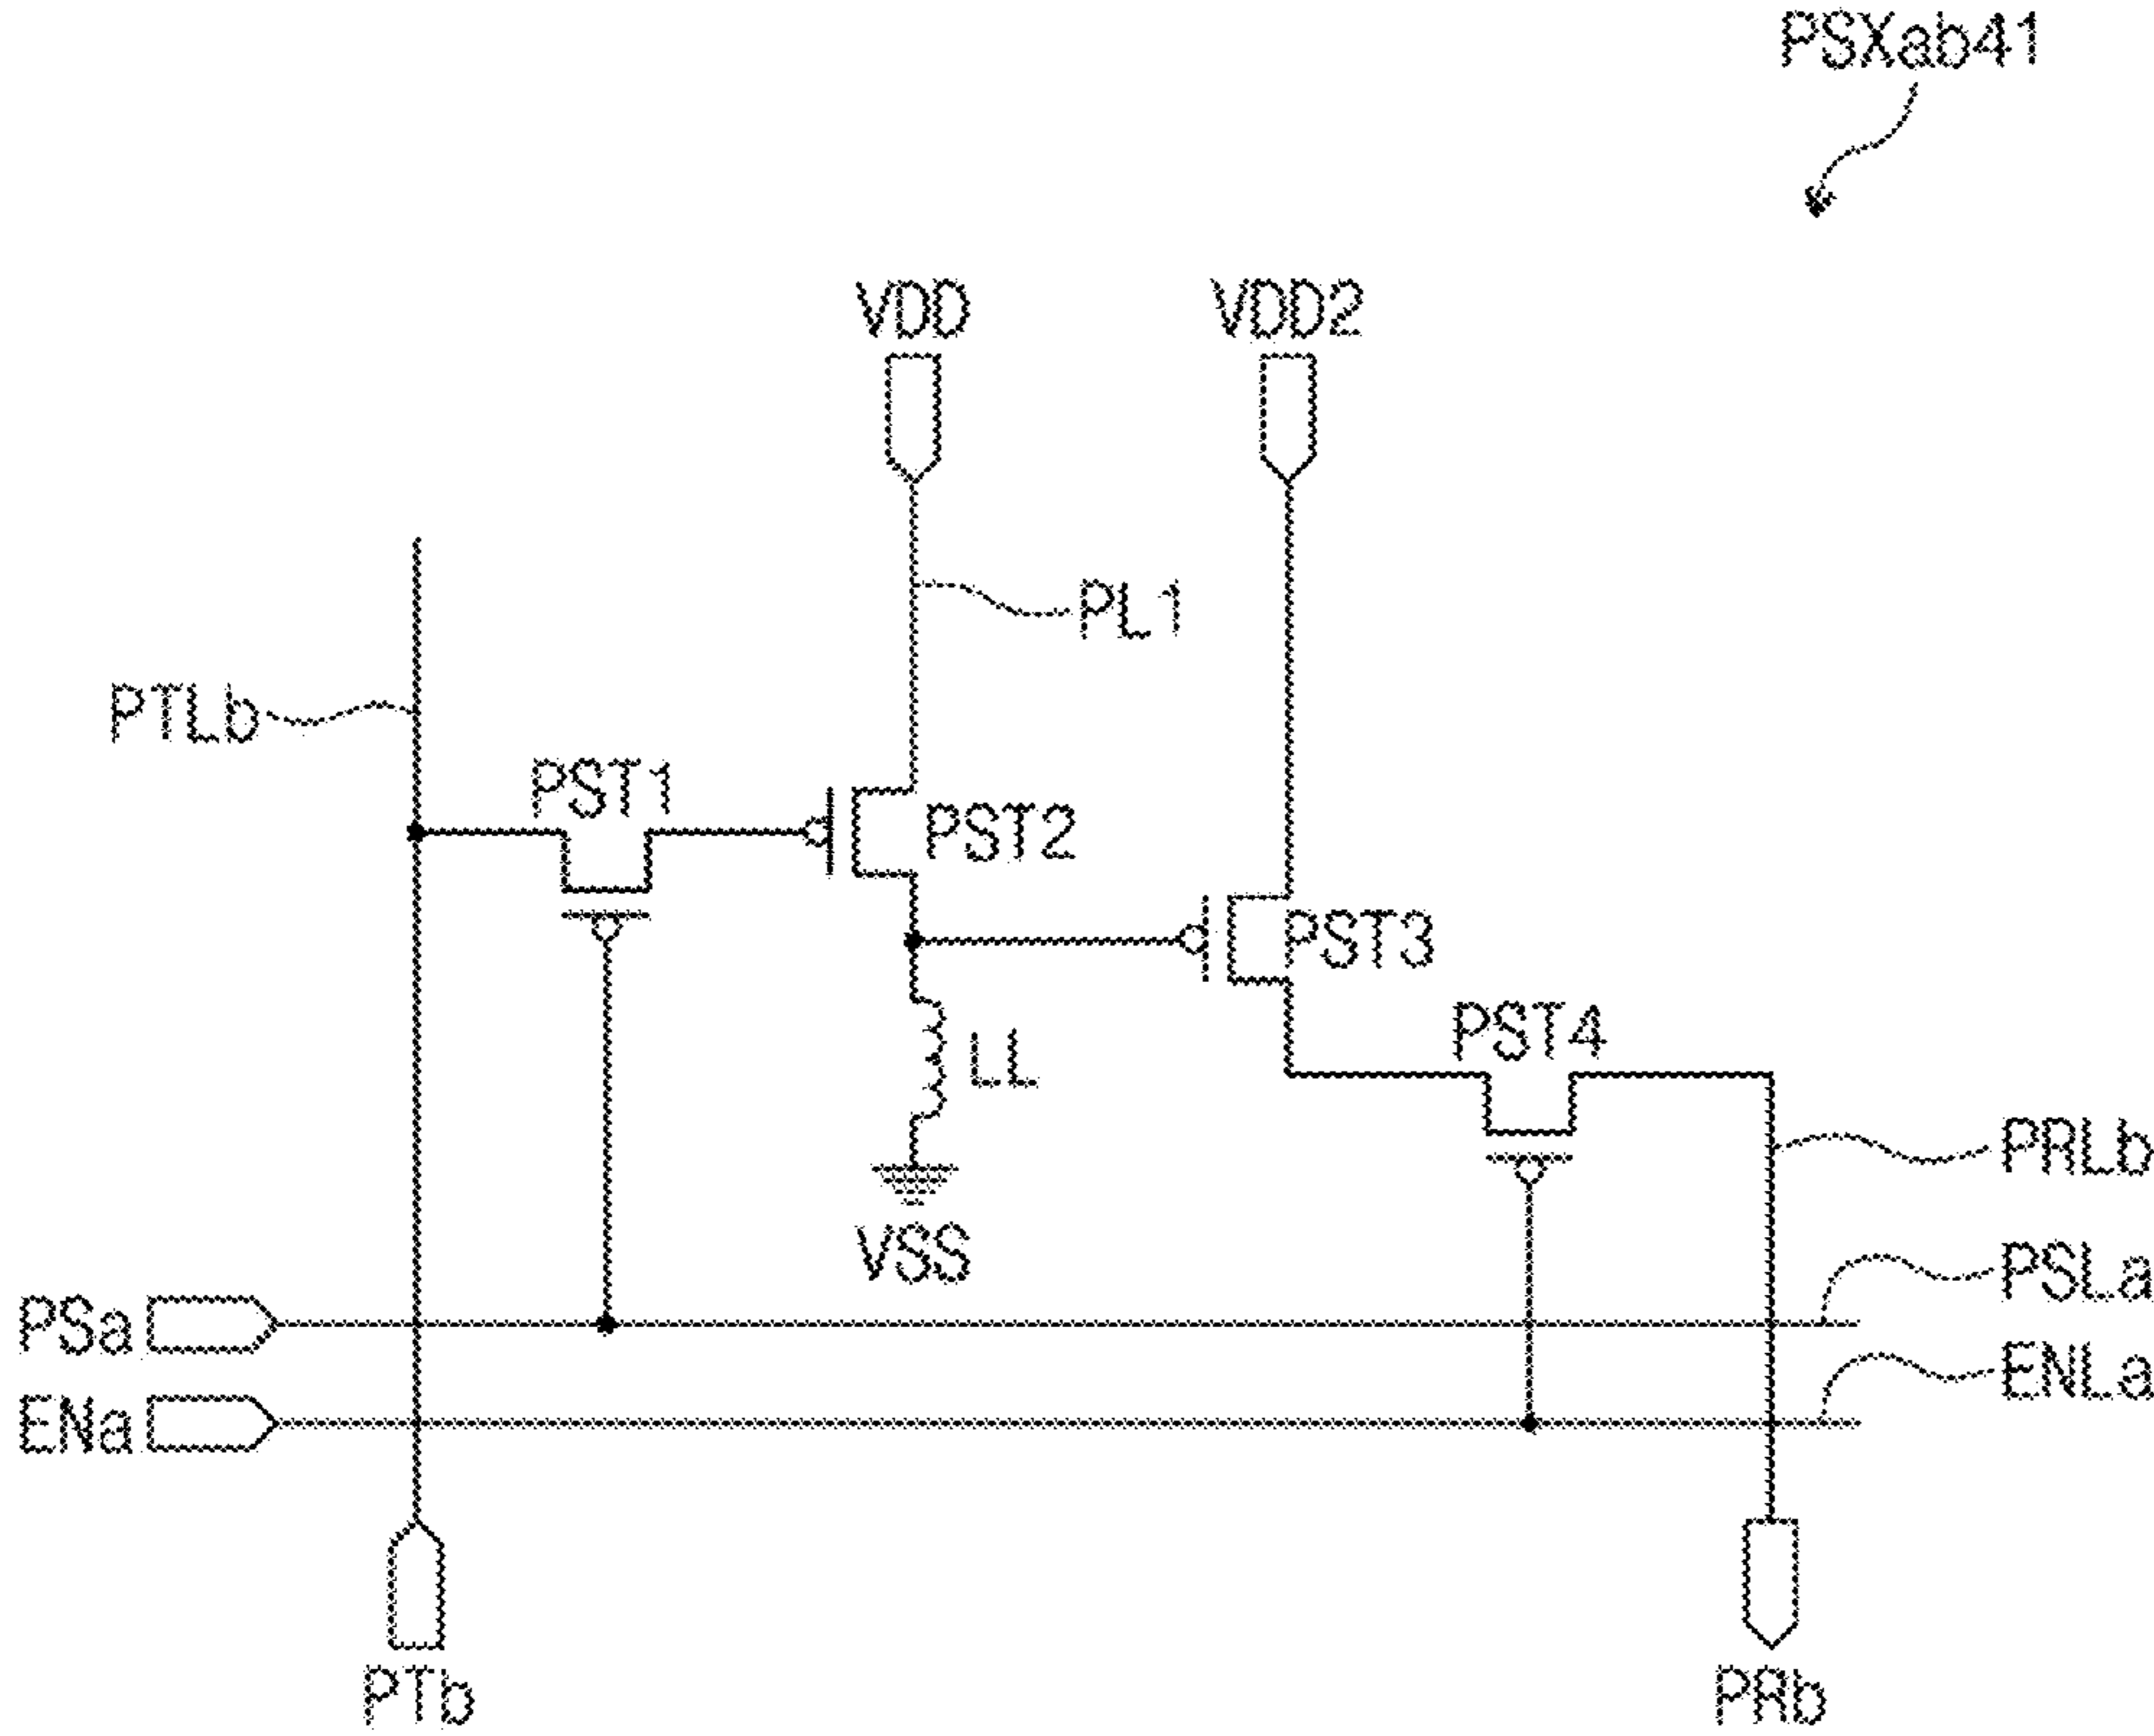 PSXab41
VDD
VDD2
PL1
PTLb
PST1
PST2
PST3
PST4
LL
PRLb
VSS
PSLa
PSa
ENLa
ENa
PTb
PRb